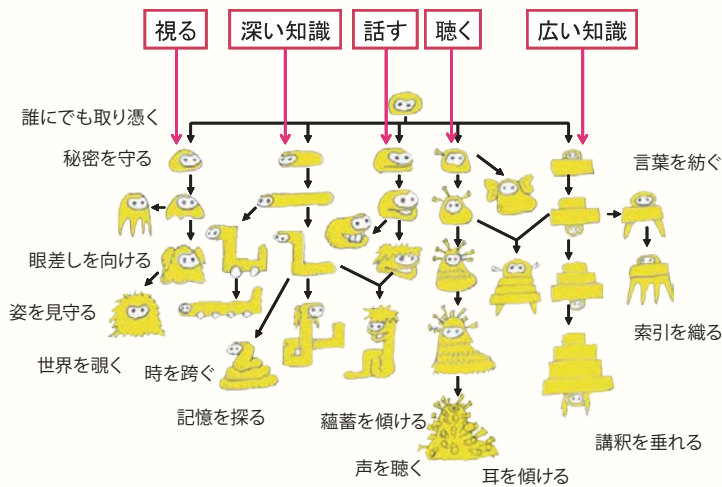 視る
深い知識
話す
聴く
広い知識
誰にでも取り憑く
秘密を守る
言葉を紡ぐ
眼差しを向ける
姿を見守る
世界を覗く
時を跨ぐ
記憶を探る
蘊蓄を傾ける
声を聴く
耳を傾ける
索引を織る
講釈を垂れる